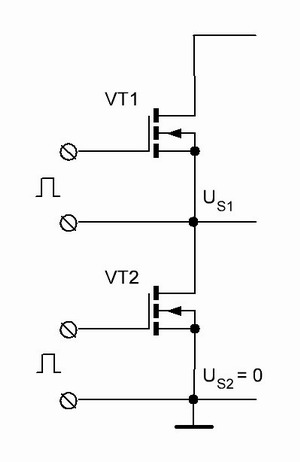 VT1
U_S1
VT2
U_S2 = 0